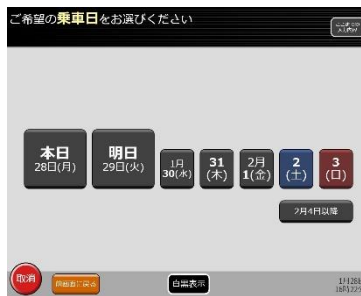 ご希望の乗車日をお選びください
本日
28日(月)
明日
29日(火)
1月
30(水)
31
(木)
2月
1(金)
2
(土)
3
(日)
2月4日以降
取消
白黒表示